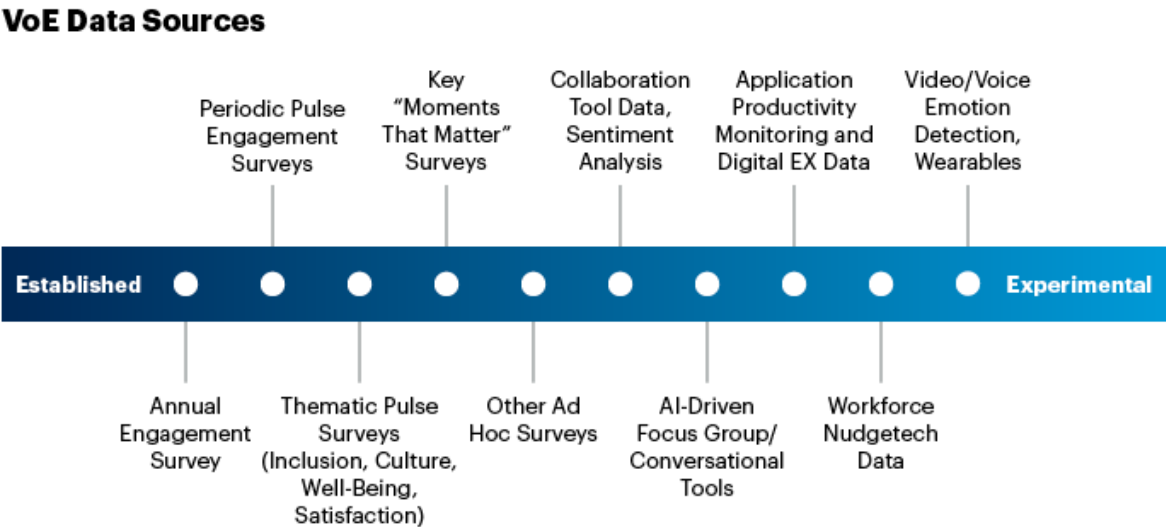 VoE Data Sources
Periodic Pulse
Engagement
Surveys
Key
“Moments
That Matter”
Surveys
Collaboration
Tool Data,
Sentiment
Analysis
Application
Productivity
Monitoring and
Digital EX Data
Video/Voice
Emotion
Detection,
Wearables
Established
Experimental
Annual
Engagement
Survey
Thematic Pulse
Surveys
(Inclusion, Culture,
Well-Being,
Satisfaction)
Other Ad
Hoc Surveys
AI-Driven
Focus Group/
Conversational
Tools
Workforce
Nudgetech
Data